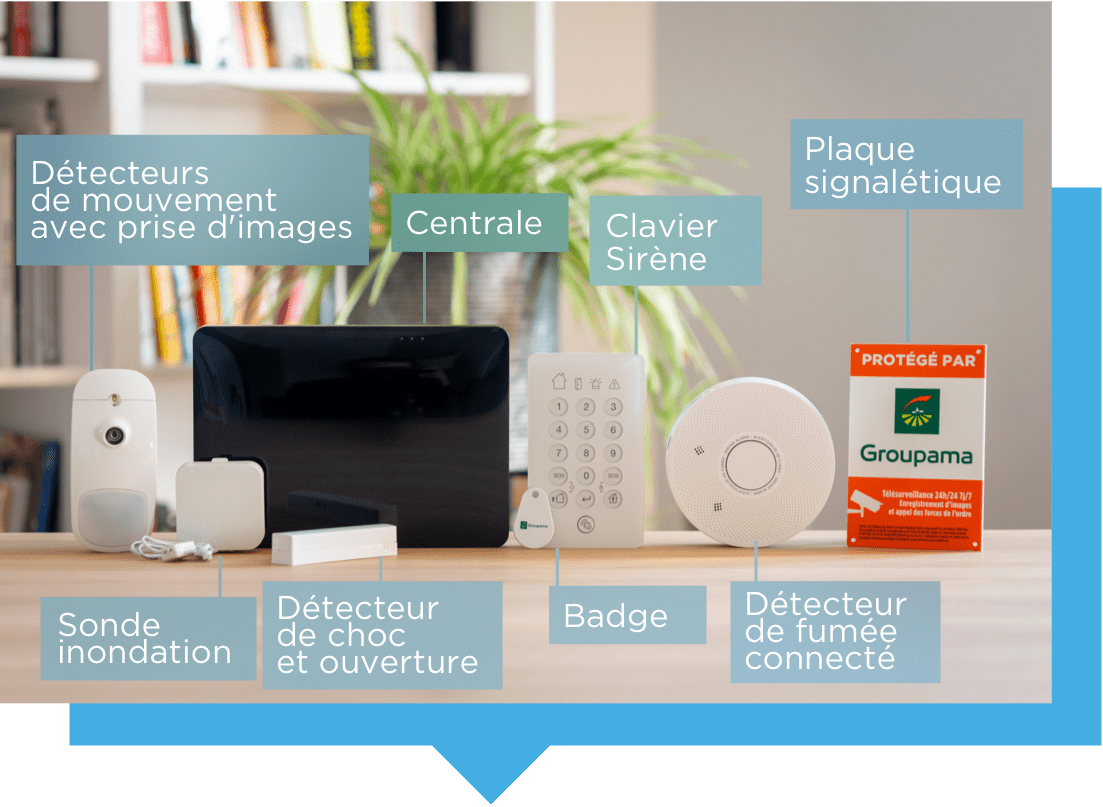 Détecteurs
de mouvement
avec prise d'images
Centrale
Clavier
Sirène
Plaque
signalétique
PROTÉGÉ PAR
Groupama
Télésurveillance 24h/24 7j/7
Enregistrement d'images
et appel des forces de l'ordre
1 2 3
4 5 6
7 8 9
SOS 0 SOS
Groupama
Sonde
inondation
Détecteur
de choc
et ouverture
Badge
Détecteur
de fumée
connecté